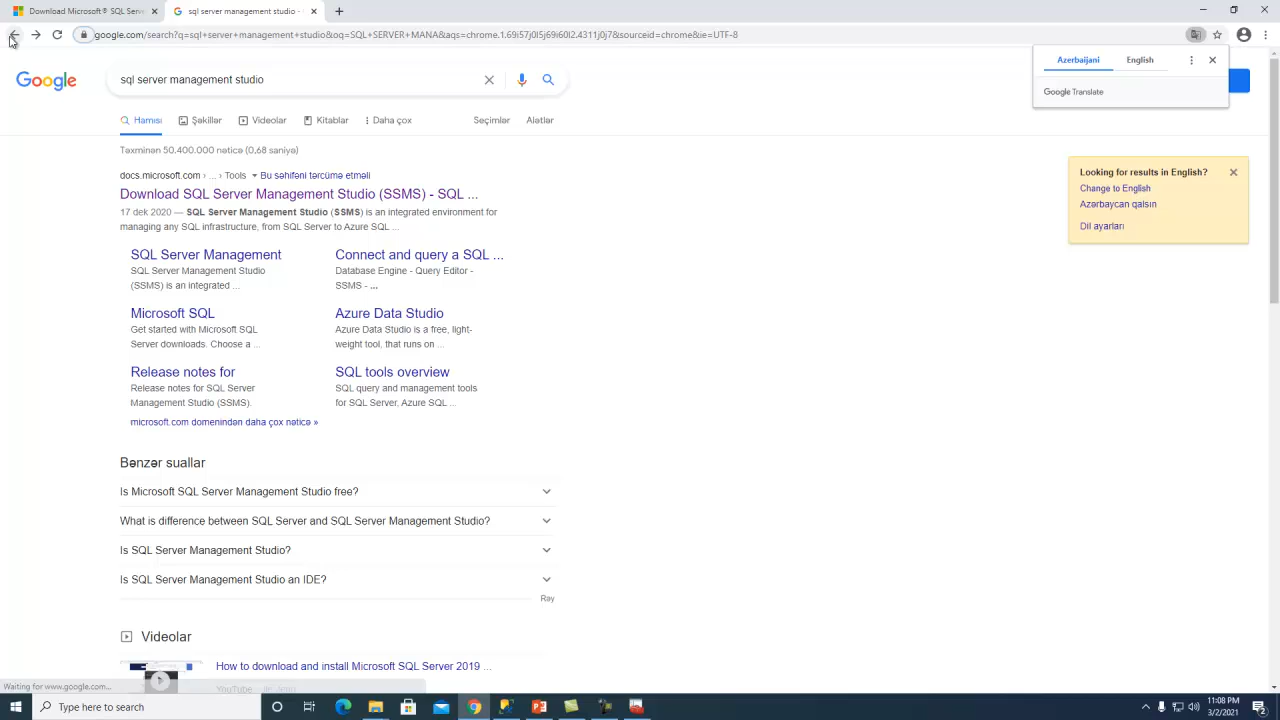 Download Microsoft® SQL Serv
sql server management studio -
google.com/search?q=sql+server+management+studio&oq=SQL+SERVER+MANA&aqs=chrome.1.69i57j0l5j69i60l2.4311j0j7&sourceid=chrome&ie=UTF-8
Azerbaijani English
Google Translate
Google
sql server management studio
Hamısı Şəkillər Videolar Kitablar Daha çox Seçimlər Alətlər
Təxminən 50.400.000 nəticə (0,68 saniyə)
Looking for results in English?
Change to English
Azərbaycan qalsın
Dil ayarları
docs.microsoft.com › ... › Tools Bu səhifəni tərcümə etməli
Download SQL Server Management Studio (SSMS) - SQL ...
17 dek 2020 — SQL Server Management Studio (SSMS) is an integrated environment for
managing any SQL infrastructure, from SQL Server to Azure SQL ...
SQL Server Management
SQL Server Management Studio
(SSMS) is an integrated ...
Connect and query a SQL ...
Database Engine - Query Editor -
SSMS - ...
Microsoft SQL
Get started with Microsoft SQL
Server downloads. Choose a ...
Azure Data Studio
Azure Data Studio is a free, light-
weight tool, that runs on ...
Release notes for
Release notes for SQL Server
Management Studio (SSMS).
SQL tools overview
SQL query and management tools
for SQL Server, Azure SQL ...
microsoft.com domenindən daha çox nəticə »
Bənzər suallar
Is Microsoft SQL Server Management Studio free?
What is difference between SQL Server and SQL Server Management Studio?
Is SQL Server Management Studio?
Is SQL Server Management Studio an IDE?
Rəy
Videolar
How to download and install Microsoft SQL Server 2019 ...
Waiting for www.google.com...
Type here to search
11:08 PM
3/2/2021
2